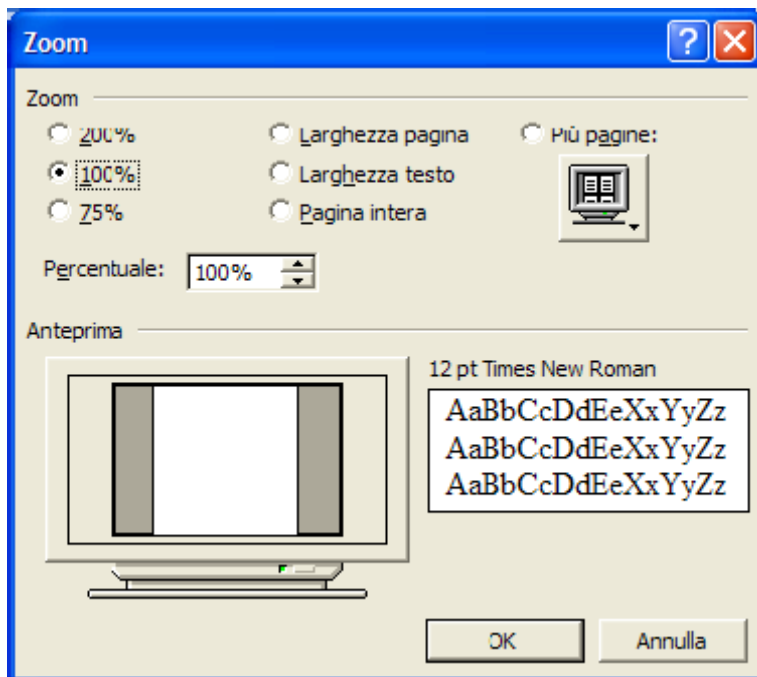 Zoom
Zoom
200% Larghezza pagina Più pagine:
100% Larghezza testo
75% Pagina intera
Percentuale: 100%
Anteprima
12 pt Times New Roman
AaBbCcDdEeXxYyZz
AaBbCcDdEeXxYyZz
AaBbCcDdEeXxYyZz
OK Annulla